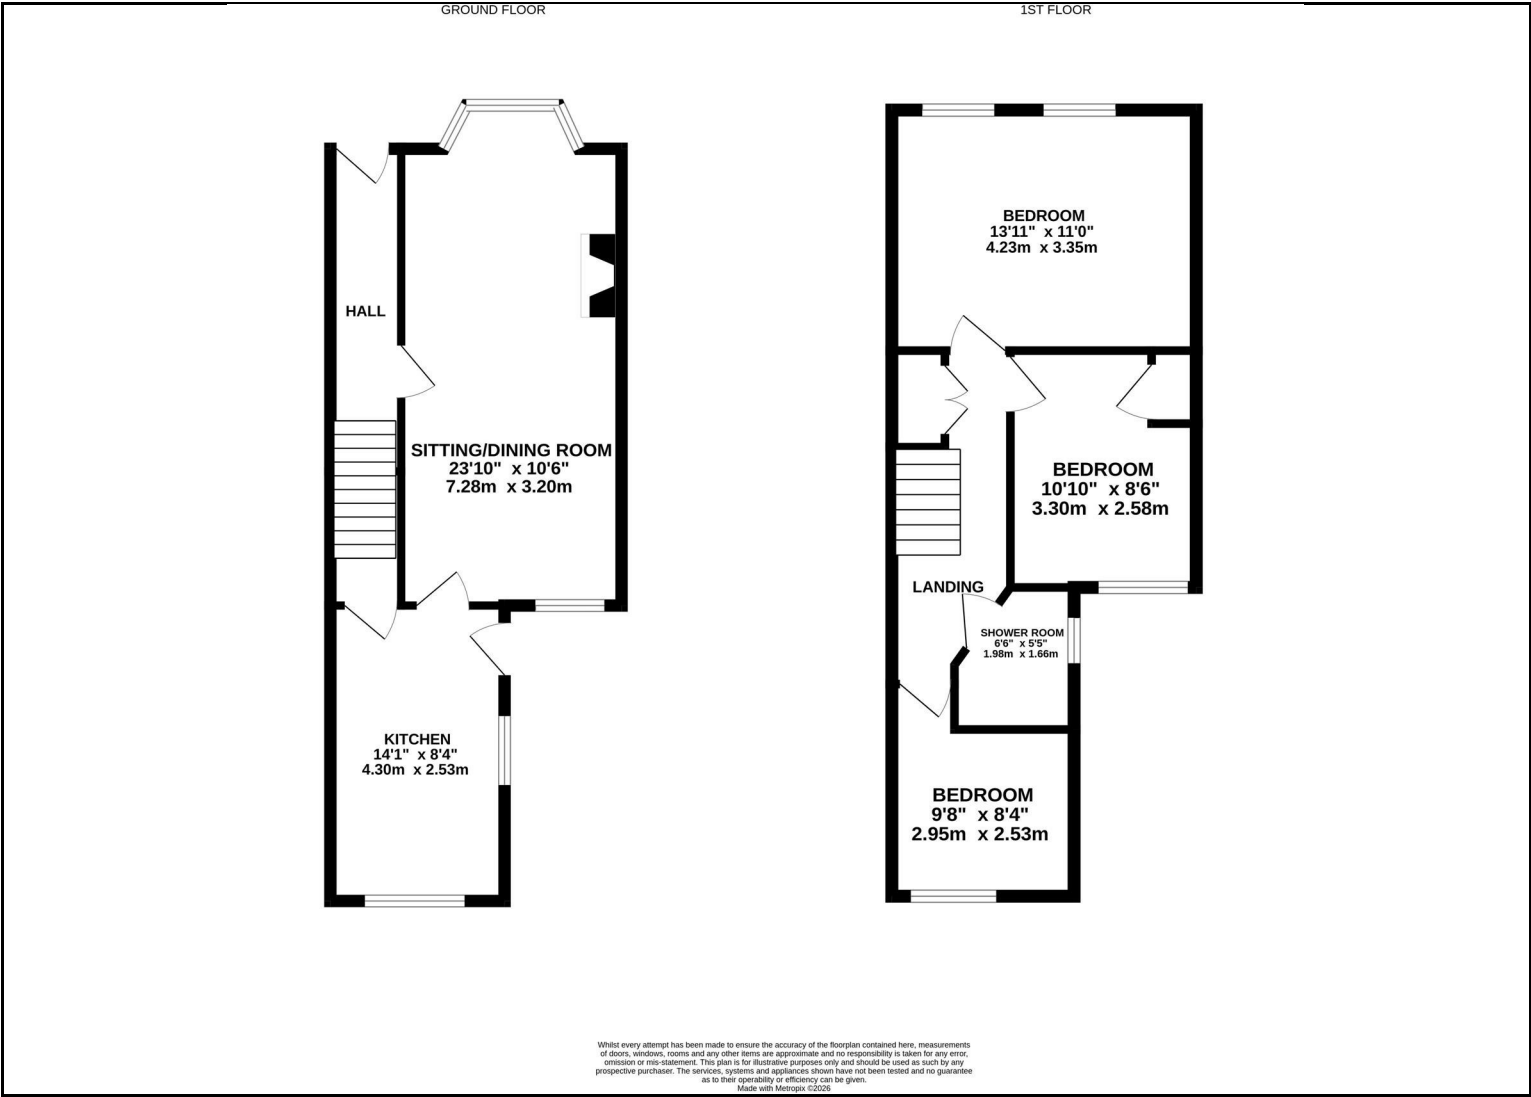 GROUND FLOOR
1ST FLOOR
HALL
SITTING/DINING ROOM
23'10" x 10'6"
7.28m x 3.20m
KITCHEN
14'1" x 8'4"
4.30m x 2.53m
BEDROOM
13'11" x 11'0"
4.23m x 3.35m
BEDROOM
10'10" x 8'6"
3.30m x 2.58m
LANDING
SHOWER ROOM
6'6" x 5'5"
1.98m x 1.66m
BEDROOM
9'8" x 8'4"
2.95m x 2.53m
Whilst every attempt has been made to ensure the accuracy of the floorplan contained here, measurements
of doors, windows, rooms and any other items are approximate and no responsibility is taken for any error,
omission or mis-statement. This plan is for illustrative purposes only and should be used as such by any
prospective purchaser. The services, systems and appliances shown have not been tested and no guarantee
as to their operability or efficiency can be given.
Made with Metropix ©2026